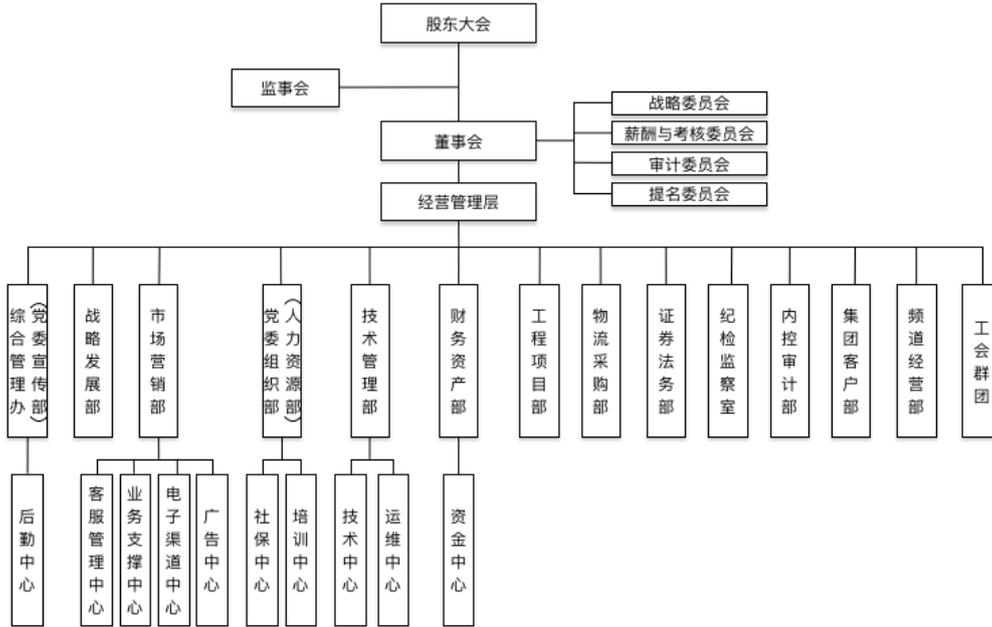 股东大会
监事会
董事会
战略委员会
薪酬与考核委员会
审计委员会
提名委员会
经营管理层
综合管理办
（党委宣传部）
战略发展部
市场营销部
党委组织部
（人力资源部）
技术管理部
财务资产部
工程项目部
物流采购部
证券法务部
纪检监察室
内控审计部
集团客户部
频道经营部
工会群团
后勤中心
客服管理中心
业务支撑中心
电子渠道中心
广告中心
社保中心
培训中心
技术中心
运维中心
资金中心